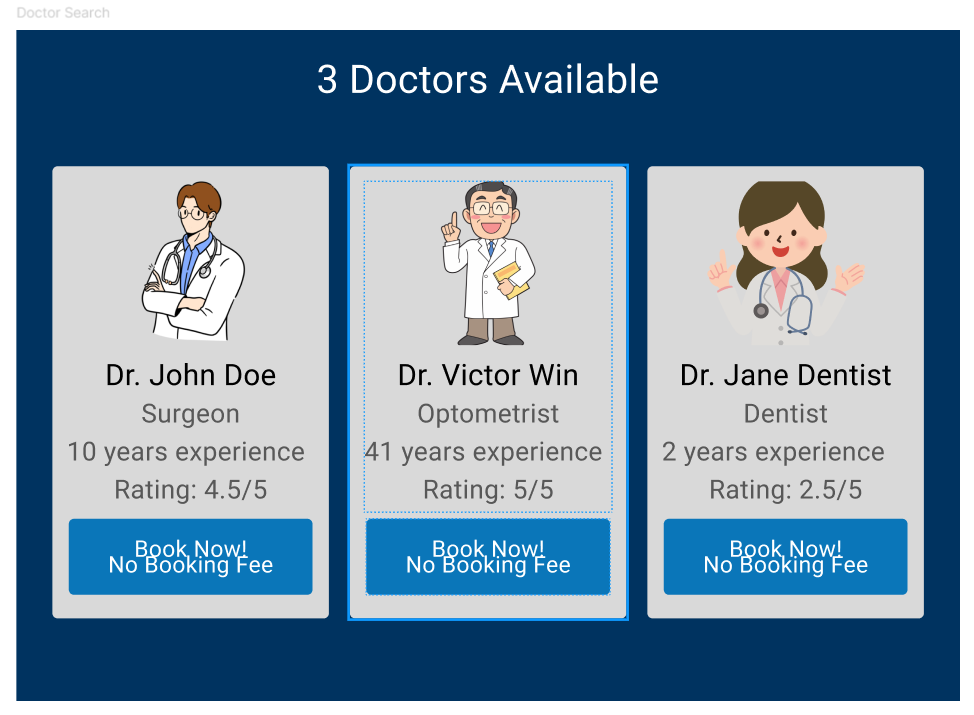 Doctor Search
3 Doctors Available
Dr. John Doe
Surgeon
10 years experience
Rating: 4.5/5
Book Now!
No Booking Fee
Dr. Victor Win
Optometrist
41 years experience
Rating: 5/5
Book Now!
No Booking Fee
Dr. Jane Dentist
Dentist
2 years experience
Rating: 2.5/5
Book Now!
No Booking Fee